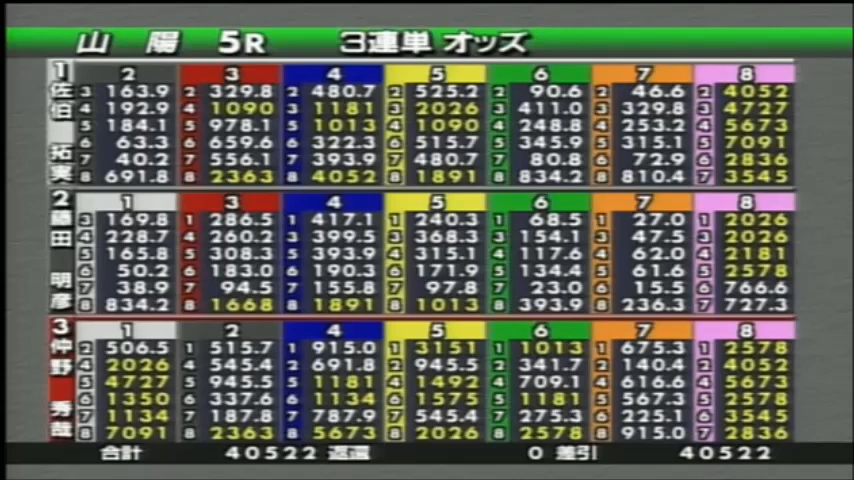 山陽 5R 3連単 オッズ
1 佐伯 拓実
2 3 4 5 6 7 8
3 163.9 2 329.8 2 480.7 2 525.2 2 90.6 2 46.6 2 4052
4 192.9 4 1090 3 1181 3 2026 3 411.0 3 329.8 3 4727
5 184.1 5 978.1 5 1013 4 1090 4 248.8 4 253.2 4 5673
6 63.3 6 659.6 6 322.3 6 515.7 5 345.9 5 315.1 5 7091
7 40.2 7 556.1 7 393.9 7 480.7 7 80.8 6 72.9 6 2836
8 691.8 8 2363 8 4052 8 1891 8 834.2 8 810.4 7 3545
2 藤田 明彦
1 3 4 5 6 7 8
3 169.8 1 286.5 1 417.1 1 240.3 1 68.5 1 27.0 1 2026
4 228.7 4 260.2 3 399.5 3 368.3 3 154.1 3 47.5 3 2026
5 165.8 5 308.3 5 393.9 4 315.1 4 117.6 4 62.0 4 2181
6 50.2 6 183.0 6 190.3 6 171.9 5 134.4 5 61.6 5 2578
7 38.9 7 94.5 7 155.8 7 97.8 7 23.0 6 15.5 6 766.6
8 834.2 8 1668 8 1891 8 1013 8 393.9 8 236.3 7 727.3
3 仲野 秀哉
1 2 4 5 6 7 8
2 506.5 1 515.7 1 915.0 1 3151 1 1013 1 675.3 1 2578
4 2026 4 545.4 2 691.8 2 945.5 2 341.7 2 140.4 2 4052
5 4727 5 945.5 5 1181 4 1492 4 709.1 4 616.6 4 5673
6 1350 6 337.6 6 1134 6 1575 5 1181 5 567.3 5 2578
7 1134 7 187.8 7 787.9 7 545.4 7 275.3 6 225.1 6 3545
8 7091 8 2363 8 5673 8 2026 8 2578 8 915.0 7 2836
合計 40522 返還 0 差引 40522